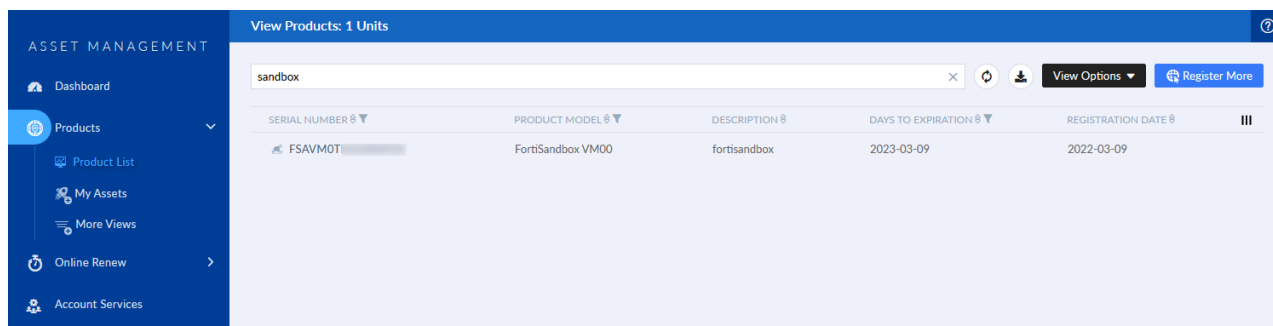 View Products: 1 Units
ASSET MANAGEMENT
Dashboard
Products
Product List
My Assets
More Views
Online Renew
Account Services
sandbox
View Options
Register More
SERIAL NUMBER PRODUCT MODEL DESCRIPTION DAYS TO EXPIRATION REGISTRATION DATE
FSAVM0T FortiSandbox VM00 fortisandbox 2023-03-09 2022-03-09